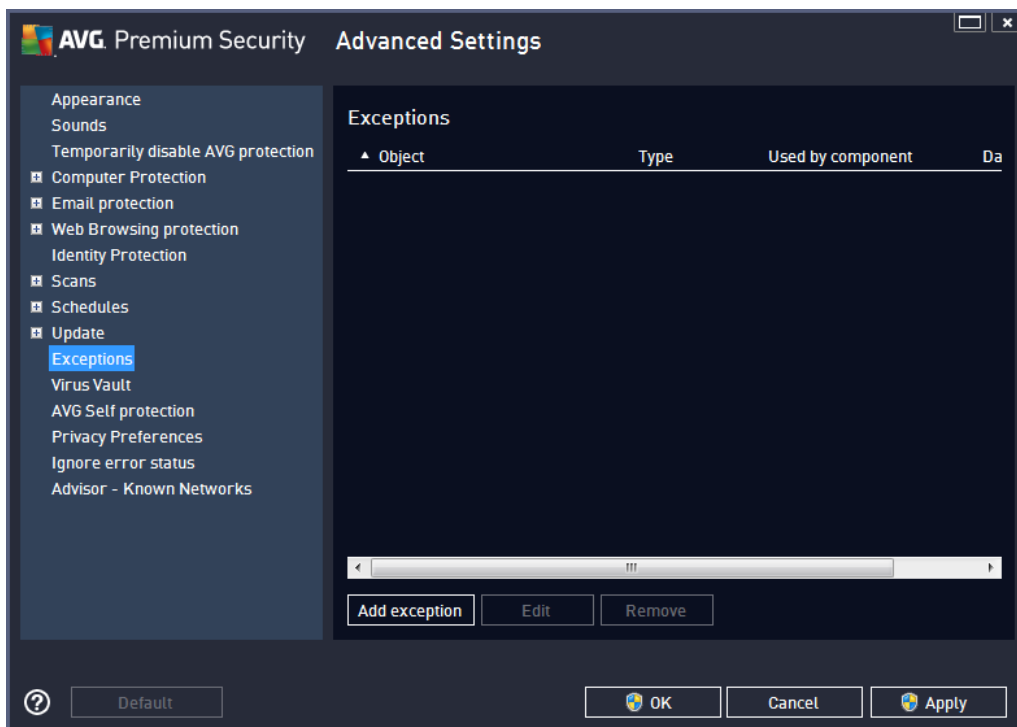 AVG. Premium Security
Advanced Settings
Appearance
Sounds
Temporarily disable AVG protection
Computer Protection
Email protection
Web Browsing protection
Identity Protection
Scans
Schedules
Update
Exceptions
Virus Vault
AVG Self protection
Privacy Preferences
Ignore error status
Advisor - Known Networks
Exceptions
Object Type Used by component Da
Add exception Edit Remove
Default OK Cancel Apply